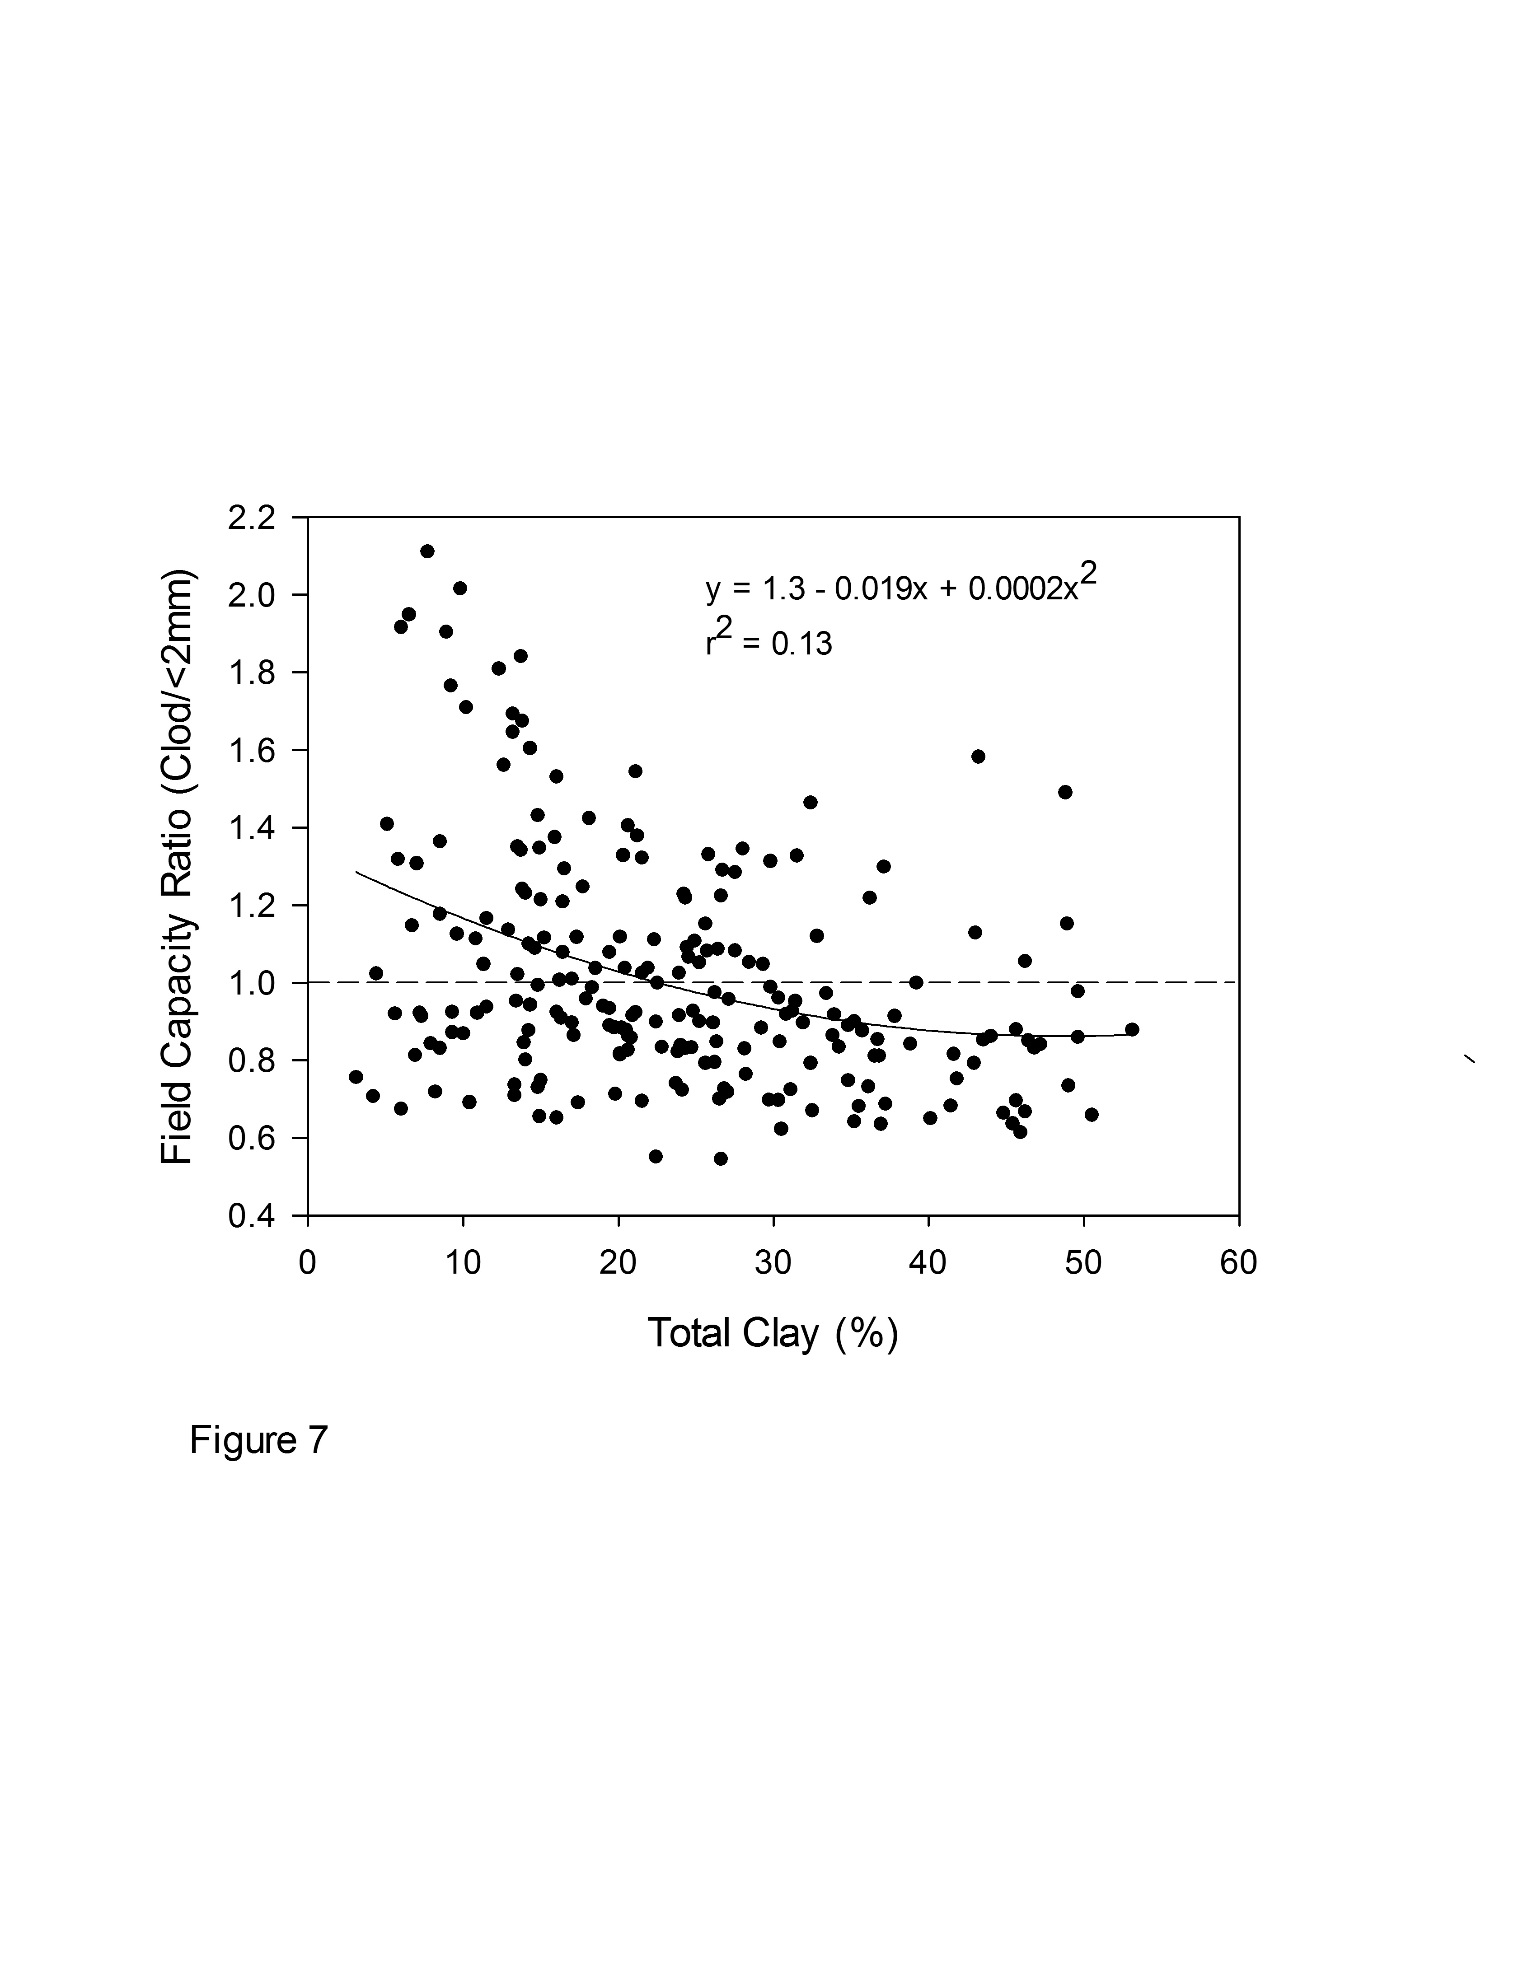 2.2
2.0
1.8
1.6
1.4
1.2
1.0
0.8
0.6
0.4
Field Capacity Ratio (Clod/<2mm)
y = 1.3 - 0.019x + 0.0002x²
r² = 0.13
0 10 20 30 40 50 60
Total Clay (%)
Figure 7